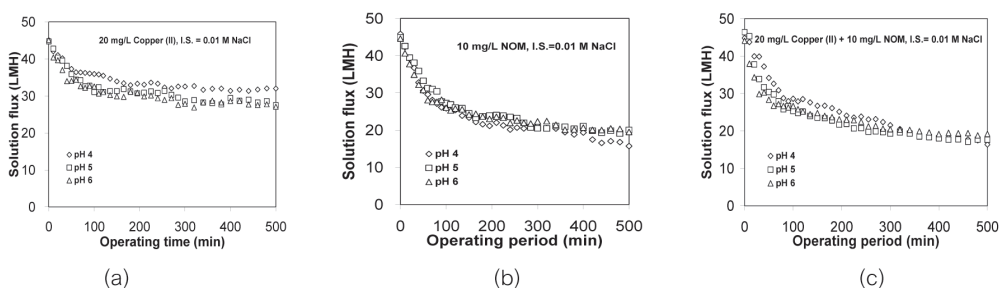 Solution flux (LMH)
50
40
30
20
10
0
20 mg/L Copper (II), I.S. = 0.01 M NaCl
pH 4
pH 5
pH 6
0 100 200 300 400 500
Operating time (min)
(a)
Solution flux (LMH)
50
40
30
20
10
0
10 mg/L NOM, I.S.=0.01 M NaCl
pH 4
pH 5
pH 6
0 100 200 300 400 500
Operating period (min)
(b)
Solution flux (LMH)
50
40
30
20
10
0
20 mg/L Copper (II) + 10 mg/L NOM, I.S.= 0.01 M NaCl
pH 4
pH 5
pH 6
0 100 200 300 400 500
Operating period (min)
(c)